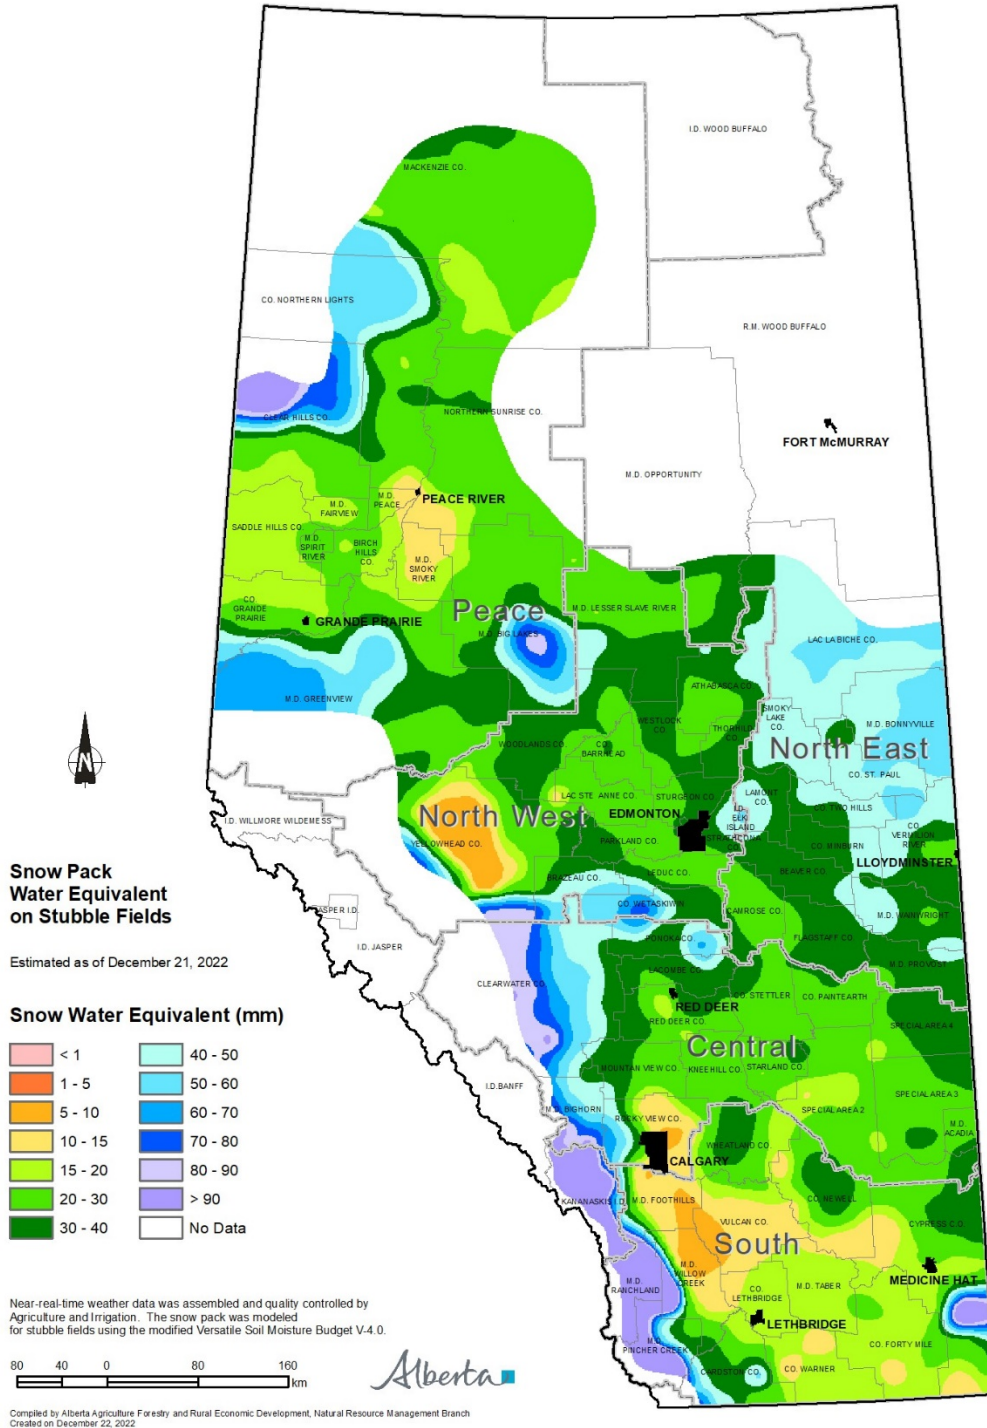 I.D. WOOD BUFFALO
MACKENZIE CO.
CO. NORTHERN LIGHTS
R.M. WOOD BUFFALO
CLEAR HILLS CO.
NORTHERN SUNRISE CO.
FORT McMURRAY
M.D. OPPORTUNITY
M.D.
PEACE
PEACE RIVER
M.D.
FAIRVIEW
SADDLE HILLS CO.
M.D.
SPIRIT
RIVER
BIRCH
HILLS
CO.
M.D.
SMOKY
RIVER
CO.
GRANDE
PRAIRIE
GRANDE PRAIRIE
Peace
M.D. LESSER SLAVE RIVER
M.D. BIG LAKES
LAC LA BICHE CO.
M.D. GREENVIEW
ATHABASCA CO.
SMOKY
LAKE
CO.
M.D. BONNYVILLE
WESTLOCK
CO.
THORHILD
CO.
WOODLANDS CO.
CO.
BARRHEAD
North East
CO. ST. PAUL
N
LAC STE. ANNE CO.
STURGEON CO.
LAMONT
CO.
I.D.
ELK
ISLAND
CO. TWO HILLS
North West
EDMONTON
I.D. WILLMORE WILDERNESS
YELLOWHEAD CO.
PARKLAND CO.
STRATHCONA
CO.
CO. MINBURN
CO.
VERMILION
RIVER
LLOYDMINSTER
BRAZEAU CO.
LEDUC CO.
BEAVER CO.
Snow Pack
Water Equivalent
on Stubble Fields
JASPER I.D.
CO. WETASKIWIN
CAMROSE CO.
M.D. WAINWRIGHT
I.D. JASPER
PONOKA CO.
FLAGSTAFF CO.
Estimated as of December 21, 2022
M.D. PROVOST
CLEARWATER CO.
LACOMBE CO.
RED DEER
CO. STETTLER
CO. PAINTEARTH
Snow Water Equivalent (mm)
RED DEER CO.
SPECIAL AREA 4
Central
< 1
40 - 50
1 - 5
50 - 60
5 - 10
60 - 70
10 - 15
70 - 80
15 - 20
80 - 90
20 - 30
> 90
30 - 40
No Data
MOUNTAIN VIEW CO.
KNEEHILL CO.
STARLAND CO.
I.D. BANFF
SPECIAL AREA 3
M.D. BIGHORN
ROCKY VIEW CO.
SPECIAL AREA 2
M.D.
ACADIA
WHEATLAND CO.
CALGARY
KANANASKIS I.D.
M.D. FOOTHILLS
CO. NEWELL
VULCAN CO.
CYPRESS CO.
South
M.D.
WILLOW
CREEK
MEDICINE HAT
M.D.
RANCHLAND
CO.
LETHBRIDGE
M.D. TABER
LETHBRIDGE
M.D.
PINCHER CREEK
CO. FORTY MILE
CARDSTON CO.
CO. WARNER
Near-real-time weather data was assembled and quality controlled by
Agriculture and Irrigation. The snow pack was modeled
for stubble fields using the modified Versatile Soil Moisture Budget V-4.0.
80 40 0 80 160
km
Alberta
Compiled by Alberta Agriculture Forestry and Rural Economic Development, Natural Resource Management Branch
Created on December 22, 2022